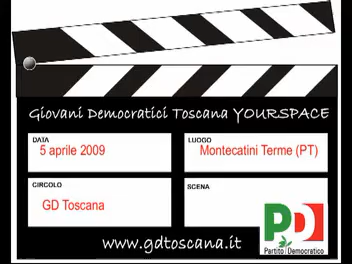 Giovani Democratici Toscana YOURSPACE
DATA
5 aprile 2009
LUOGO
Montecatini Terme (PT)
CIRCOLO
GD Toscana
SCENA
PD
Partito Democratico
www.gdtoscana.it